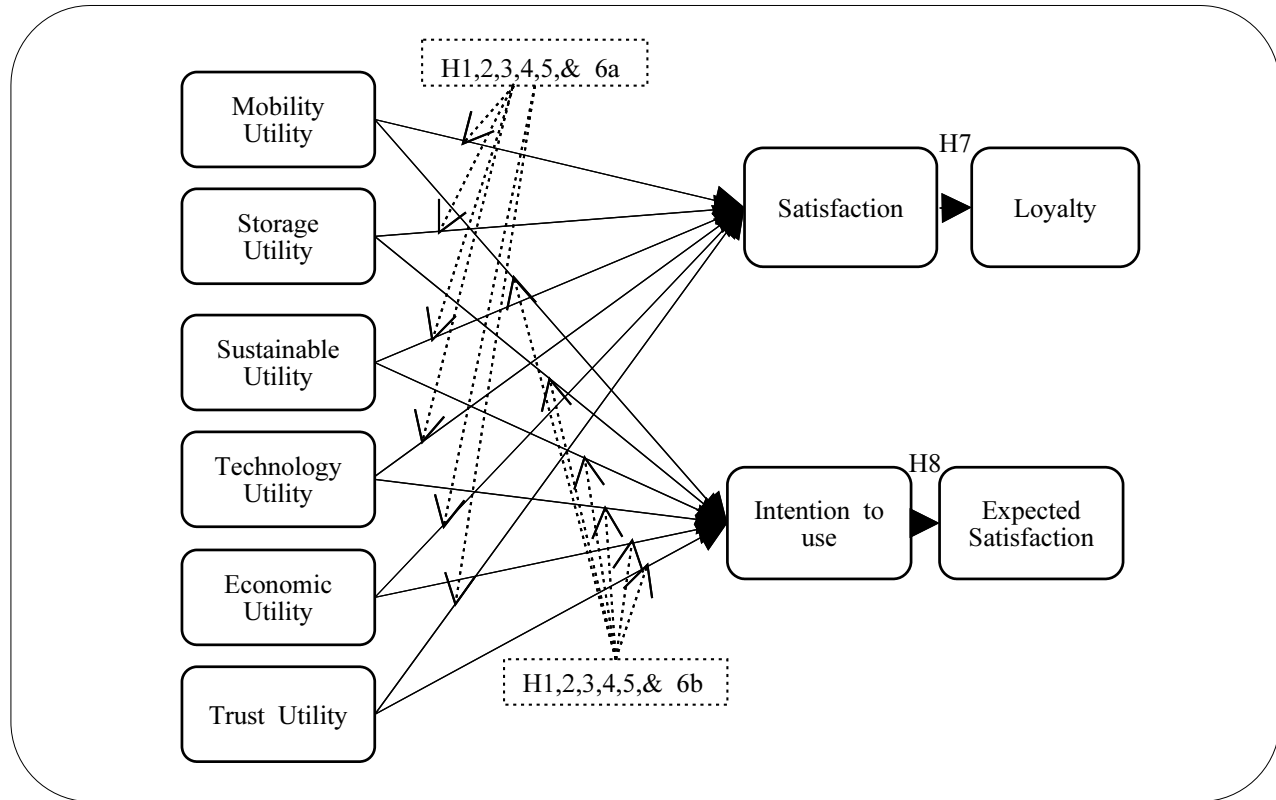 H1,2,3,4,5,& 6a
Mobility
Utility
Storage
Utility
Sustainable
Utility
Technology
Utility
Economic
Utility
Trust Utility
H1,2,3,4,5,& 6b
Satisfaction
H7
Loyalty
Intention to
use
H8
Expected
Satisfaction